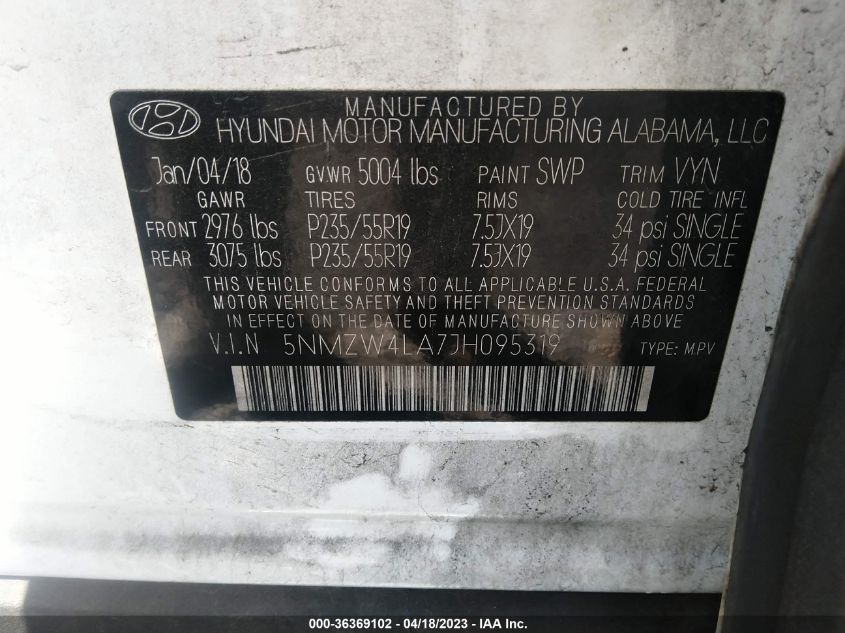 MANUFACTURED BY
HYUNDAI MOTOR MANUFACTURING ALABAMA, LLC
Jan/04/18 GVWR 5004 lbs PAINT SWP TRIM VYN
GAWR TIRES RIMS COLD TIRE INFL
FRONT 2976 lbs P235/55R19 7.5JX19 34 psi SINGLE
REAR 3075 lbs P235/55R19 7.5JX19 34 psi SINGLE
THIS VEHICLE CONFORMS TO ALL APPLICABLE U.S.A. FEDERAL
MOTOR VEHICLE SAFETY AND THEFT PREVENTION STANDARDS
IN EFFECT ON THE DATE OF MANUFACTURE SHOWN ABOVE
V.I.N 5NMZW4LA7JH095319 TYPE: MPV
000-36369102 - 04/18/2023 - IAA Inc.